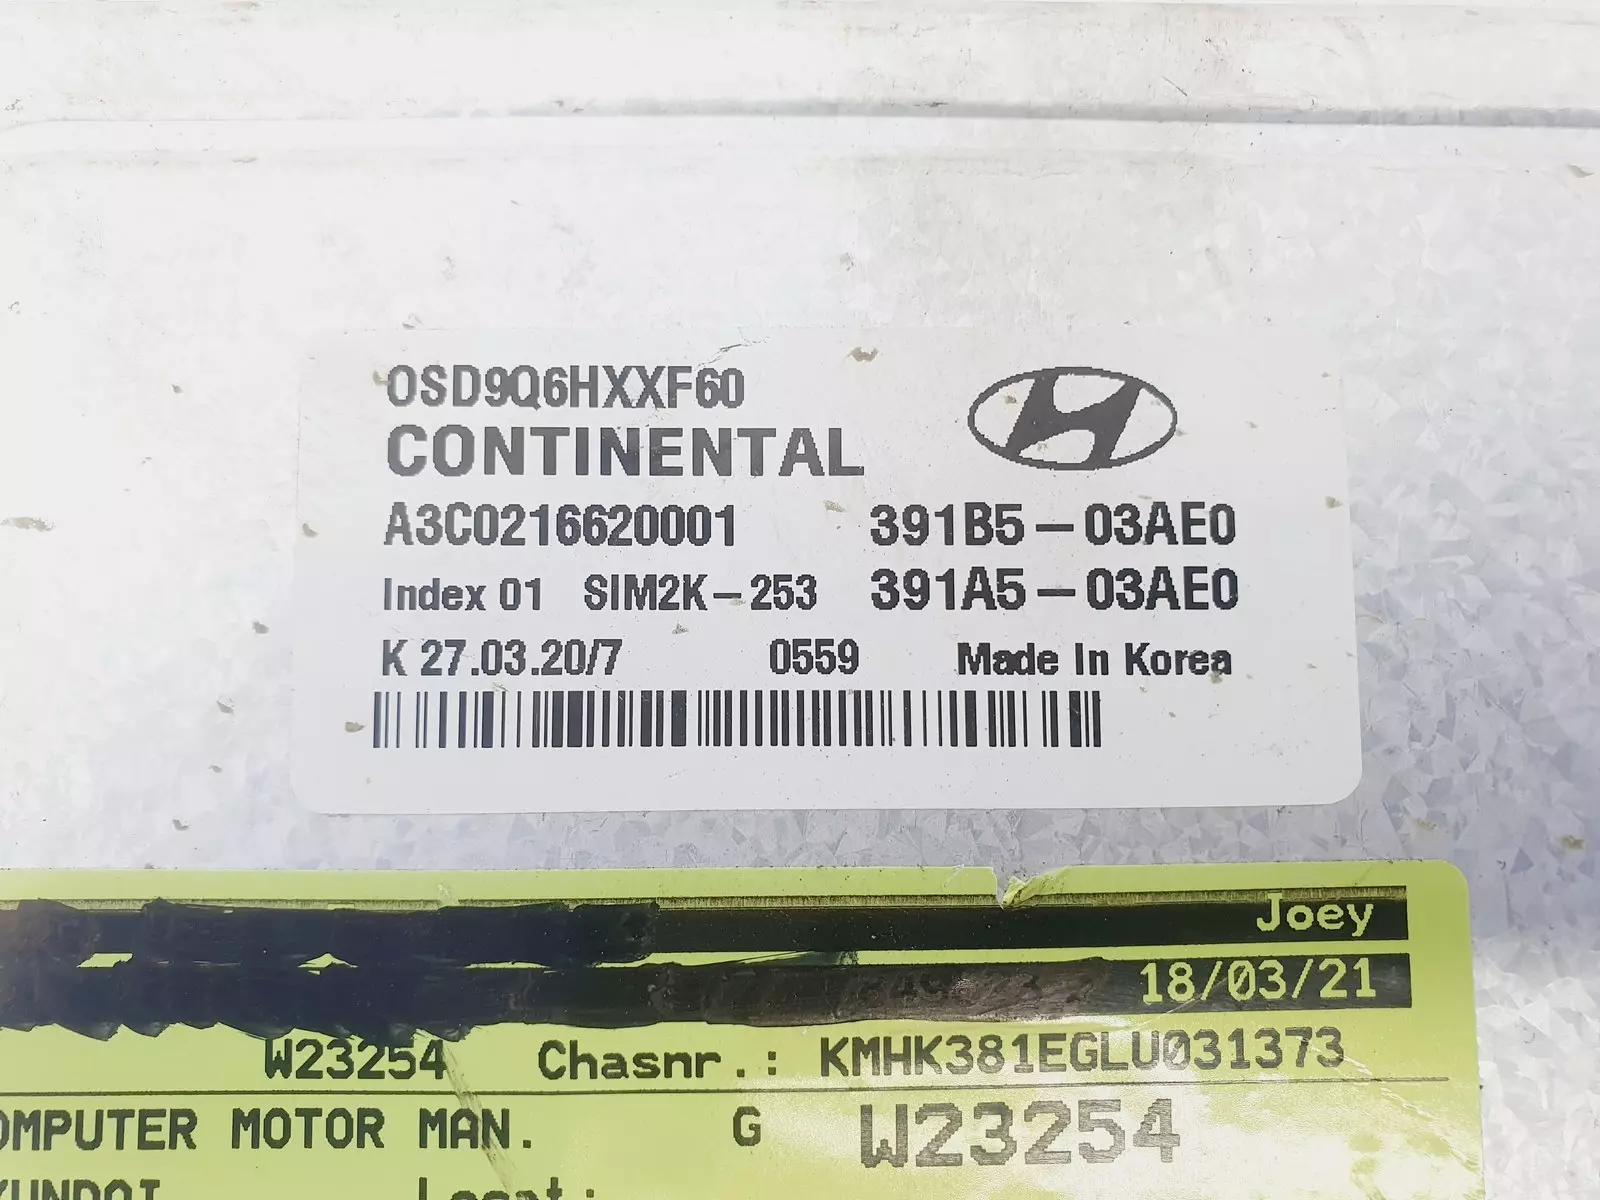 OSD9Q6HXXF60
CONTINENTAL
A3C0216620001 391B5-03AE0
Index 01 SIM2K-253 391A5-03AE0
K 27.03.20/7 0559 Made In Korea
Joey
18/03/21
W23254 Chasnr.: KMHK381EGLU031373
OMPUTER MOTOR MAN. G W23254